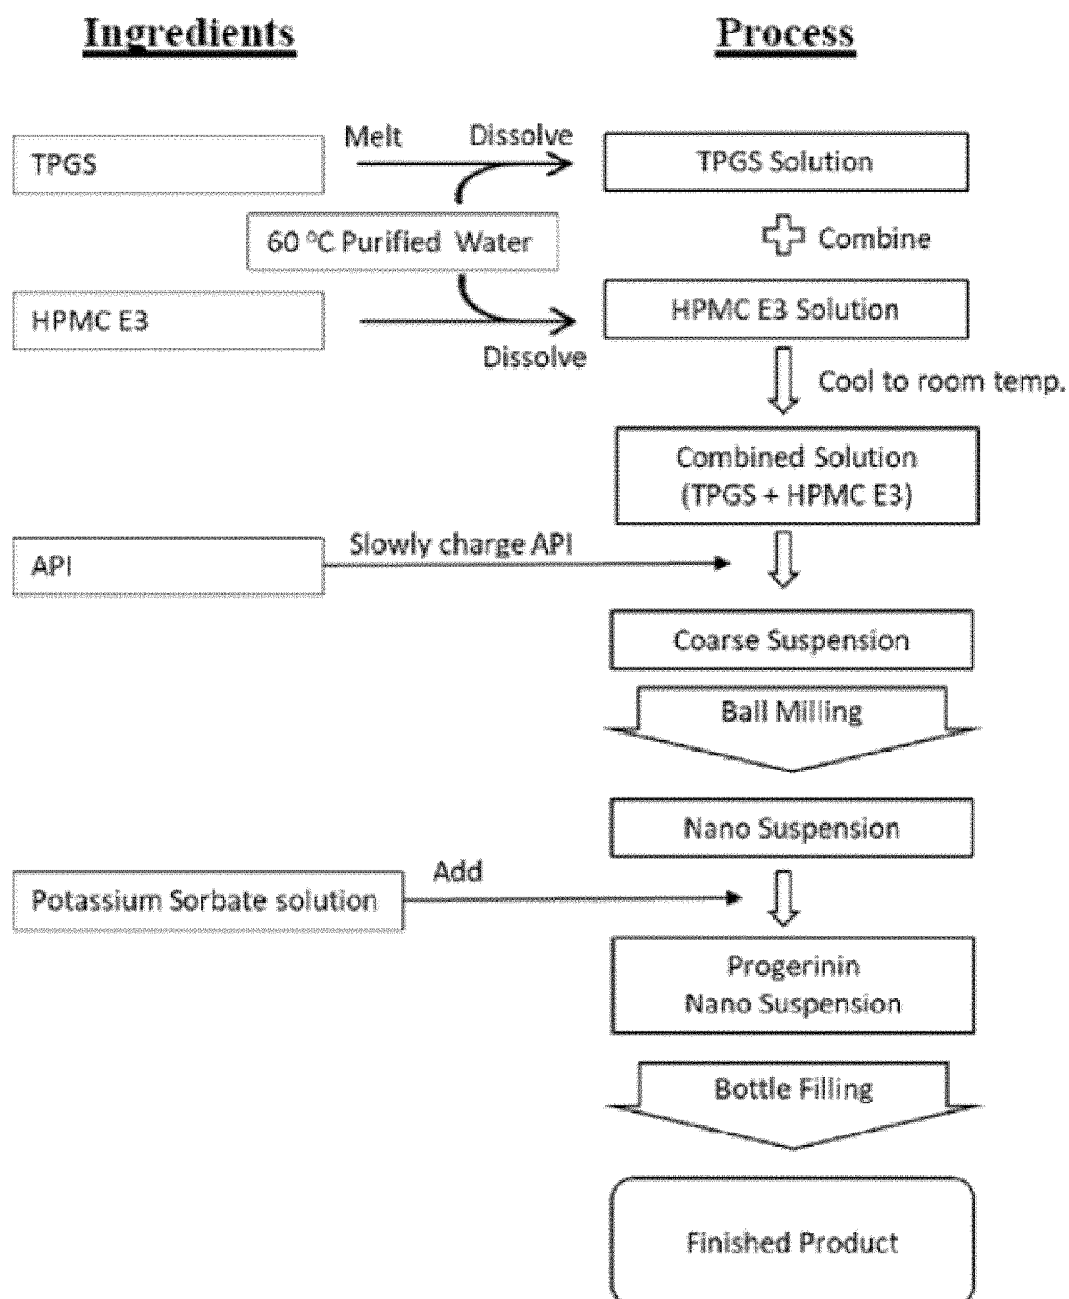 Ingredients
Process
TPGS
Melt
Dissolve
TPGS Solution
60 °C Purified Water
Combine
HPMC E3
Dissolve
HPMC E3 Solution
Cool to room temp.
Combined Solution
(TPGS + HPMC E3)
API
Slowly charge API
Coarse Suspension
Ball Milling
Nano Suspension
Potassium Sorbate solution
Add
Progerinin
Nano Suspension
Bottle Filling
Finished Product